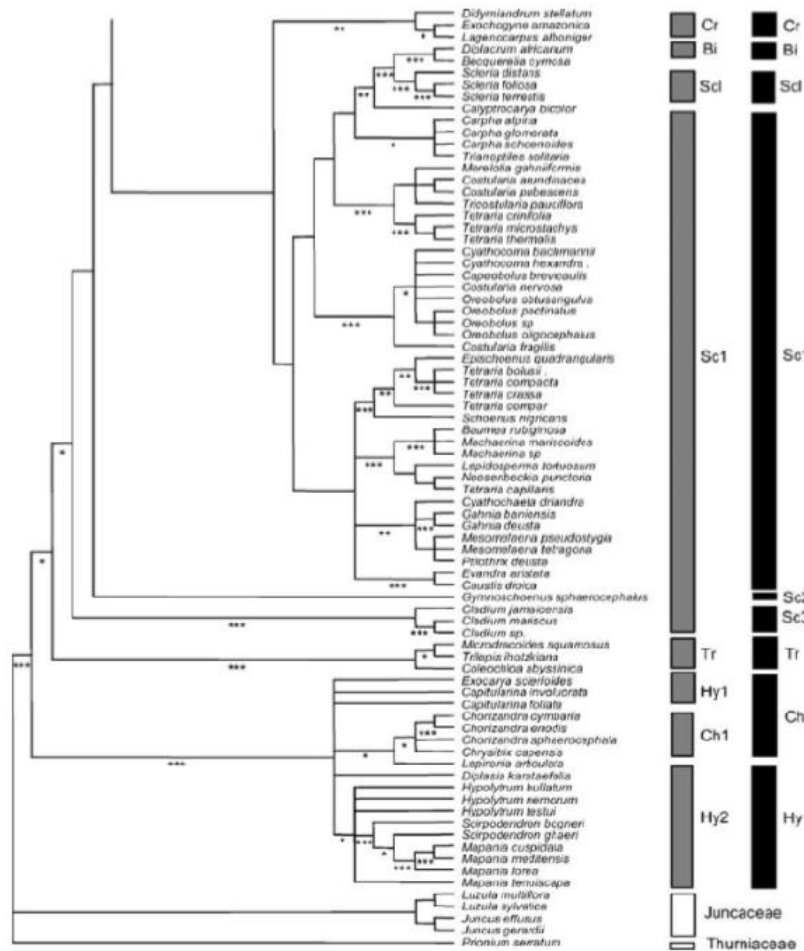 Didymiandrum stellatum
Exochogyne amazonica
Lagenocarpus alboniger
Diplacrum africanum
Becquerelia cymosa
Scleria distans
Scleria foliosa
Scleria terrestis
Calyptrocarya bicolor
Carpha alpina
Carpha glomerata
Carpha schoenoides
Trianoptiles solitaria
Morelotia gahniiformis
Costularia arundinacea
Costularia pubescens
Tricostularia pauciflora
Tetraria crinifolia
Tetraria microstachys
Tetraria thermalis
Cyathocoma bachmannii
Cyathocoma hexandra .
Capeobolus brevicaulis
Costularia nervosa
Oreobolus obtusangulus
Oreobolus pectinatus
Oreobolus sp
Oreobolus oligocephalus
Costularia fragilis
Epischoenus quadrangularis
Tetraria bolusii .
Tetraria compacta
Tetraria crassa
Tetraria compar
Schoenus nigricans
Baumea rubiginosa
Machaerina mariscoides
Machaerina sp
Lepidosperma tortuosum
Neesenbeckia punctoria
Tetraria capillaris
Cyathochaeta diandra
Gahnia baniensis
Gahnia deusta
Mesomelaena pseudostygia
Mesomelaena tetragona
Ptilothrix deusta
Evandra aristata
Caustis dioica
Gymnoschoenus sphaerocephalus
Cladium jamaicensis
Cladium mariscus
Cladium sp.
Microdracoides squamosus
Trilepis lhotzkiana
Coleochloa abyssinica
Exocarya sclerioides
Capitularina involucrata
Capitularina foliata
Chorizandra cymbaria
Chorizandra enodis
Chorizandra sphaerocephala
Chrysitrix capensis
Lepironia articulata
Diplasia karataefolia
Hypolytrum bullatum
Hypolytrum nemorum
Hypolytrum testui
Scirpodendron bogneri
Scirpodendron ghaeri
Mapania cuspidata
Mapania meditensis
Mapania lorea
Mapania tenuiscapa
Luzula multiflora
Luzula sylvatica
Juncus effusus
Juncus gerardii
Prionium serratum
Cr
Bi
Scl
Sc1
Tr
Hy1
Ch1
Hy2
Juncaceae
Thurniaceae
Cr
Bi
Scl
Sc1
Sc2
Sc3
Tr
Ch
Hy